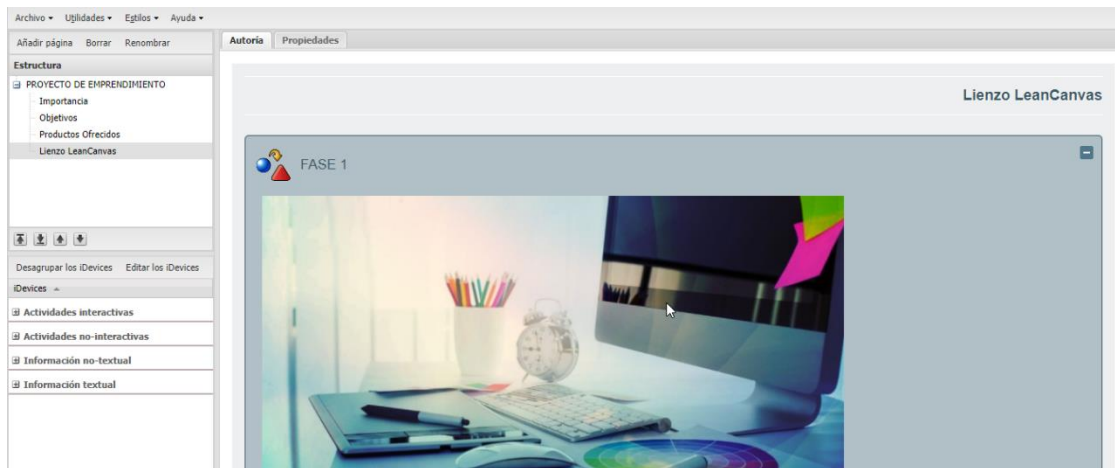 Archivo Utilidades Estilos Ayuda
Añadir página Borrar Renombrar
Estructura
PROYECTO DE EMPRENDIMIENTO
Importancia
Objetivos
Productos Ofrecidos
Lienzo LeanCanvas
Desagrupar los iDevices Editar los iDevices
iDevices
Actividades interactivas
Actividades no-interactivas
Información no-textual
Información textual
Autoría Propiedades
Lienzo LeanCanvas
FASE 1